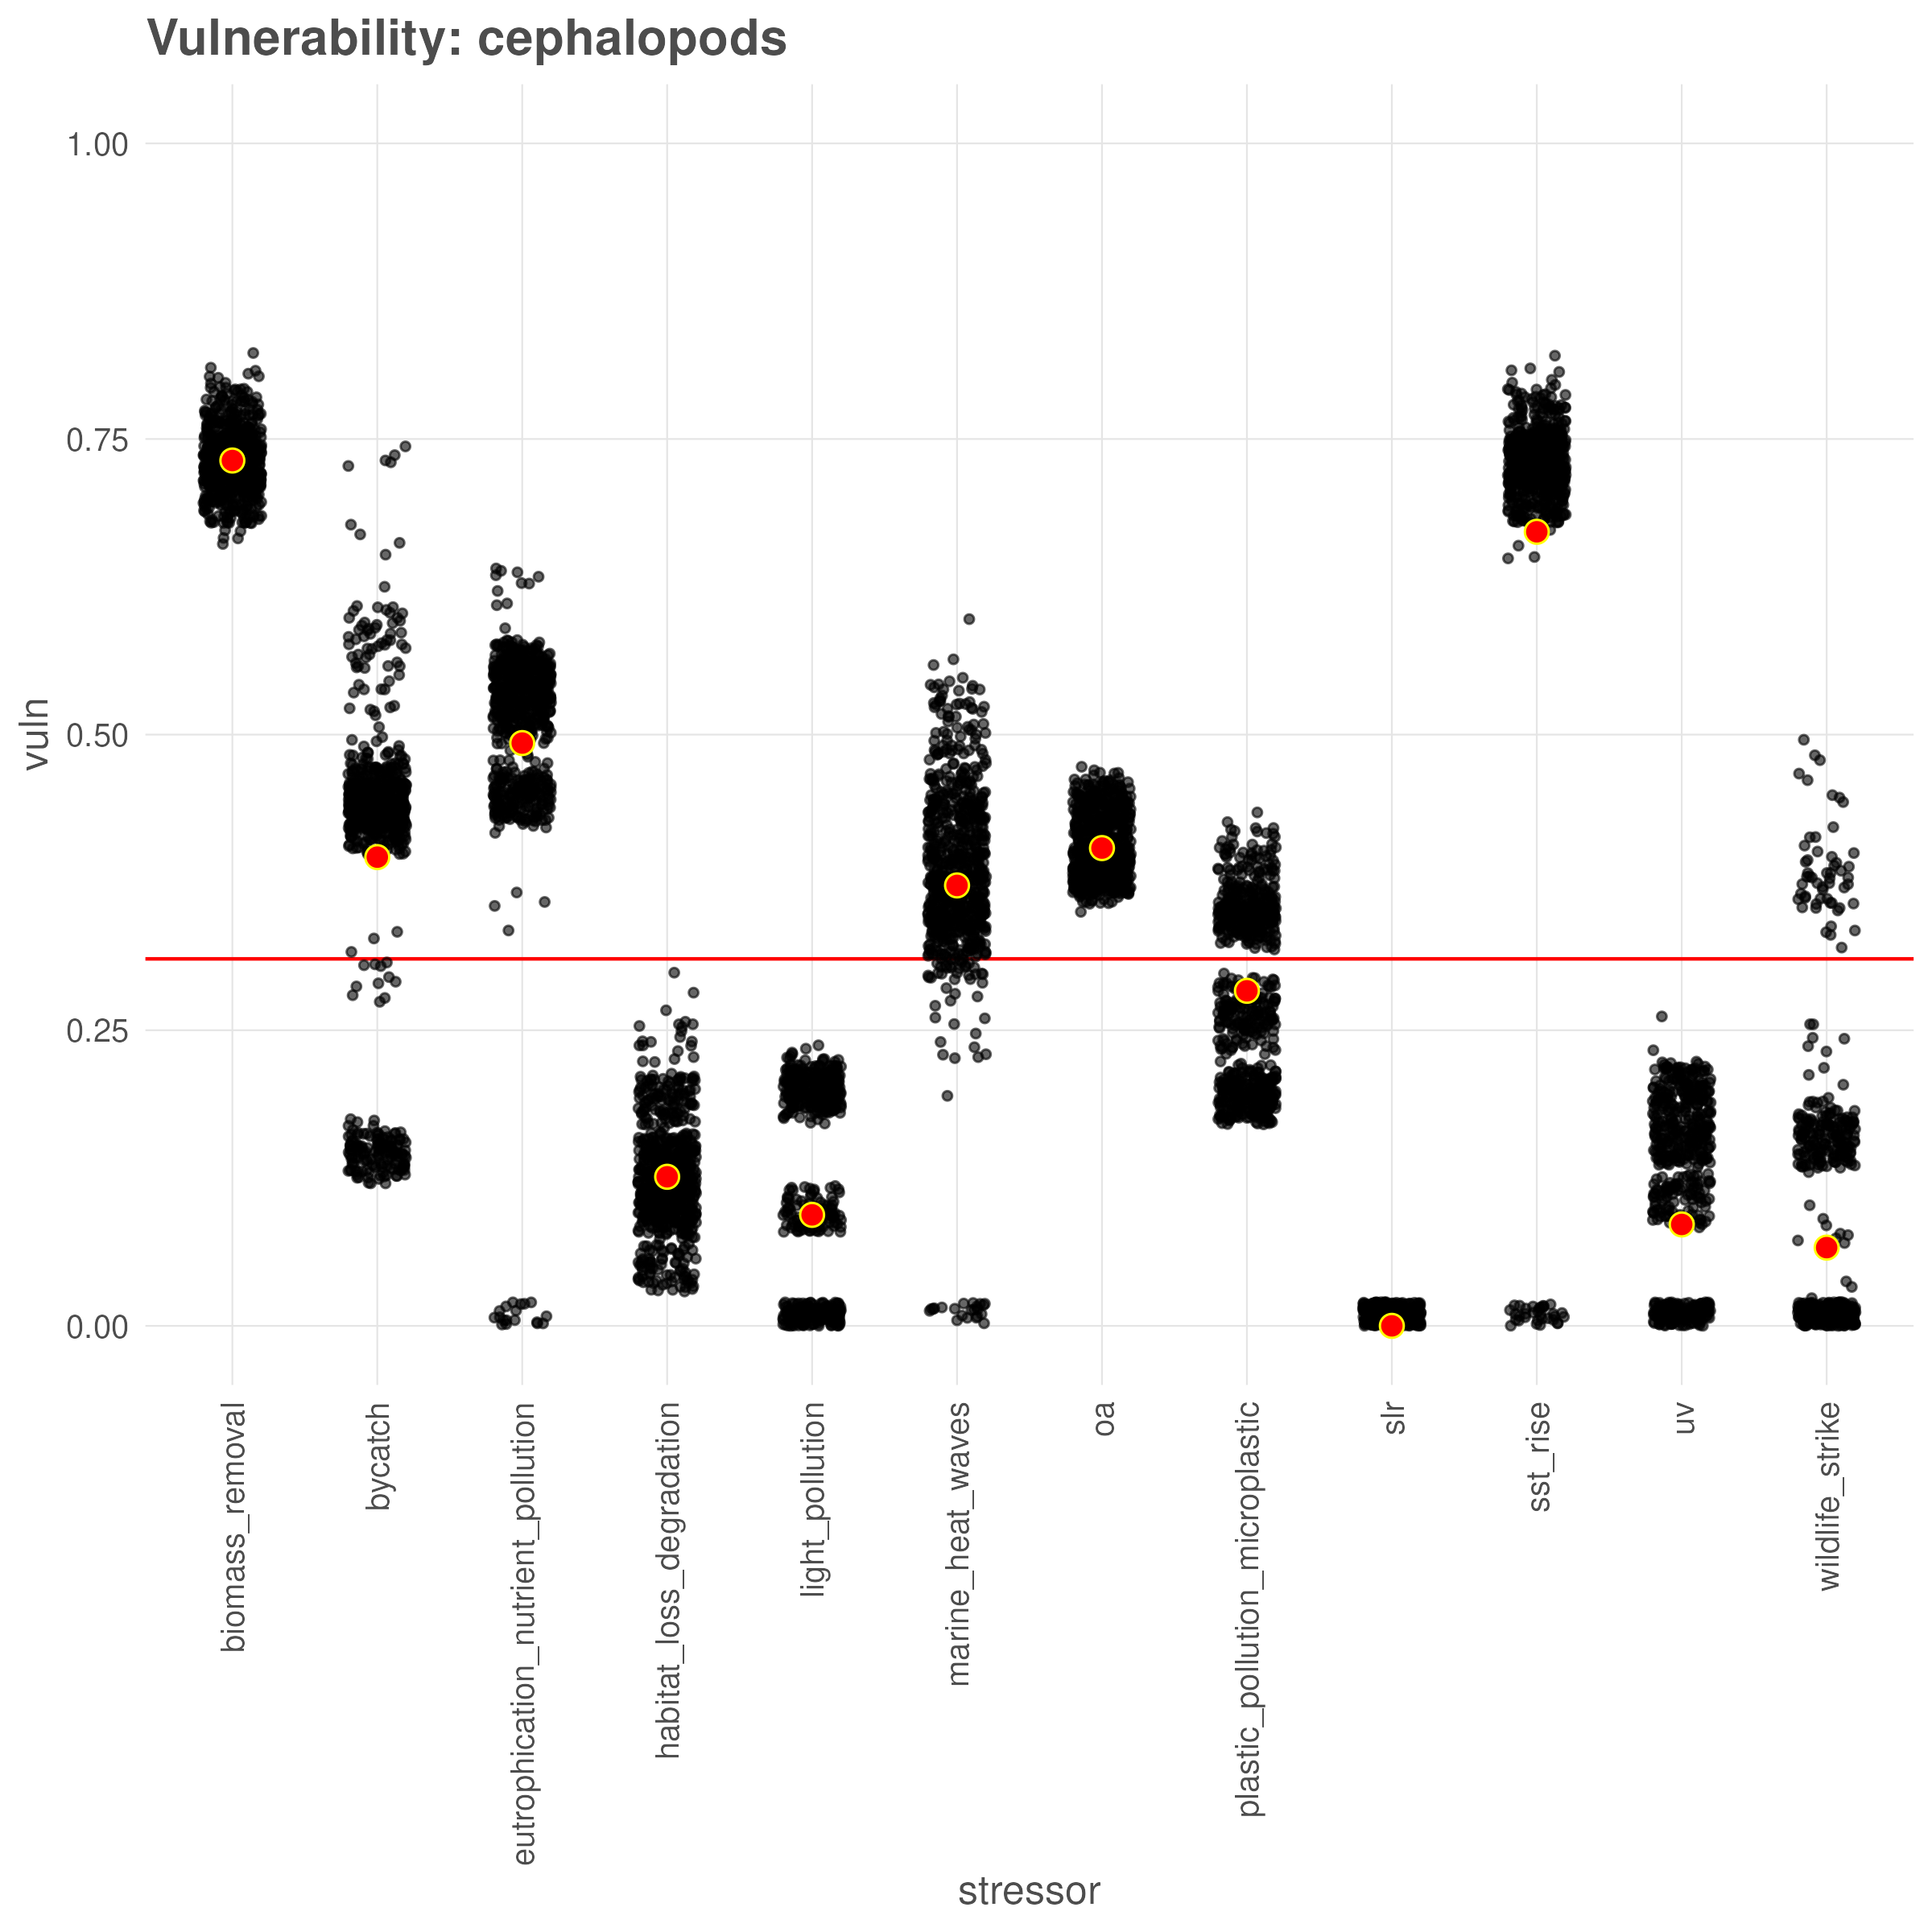 Vulnerability: cephalopods
vuln
1.00
0.75
0.50
0.25
0.00
biomass_removal
bycatch
eutrophication_nutrient_pollution
habitat_loss_degradation
light_pollution
marine_heat_waves
oa
plastic_pollution_microplastic
slr
sst_rise
uv
wildlife_strike
stressor